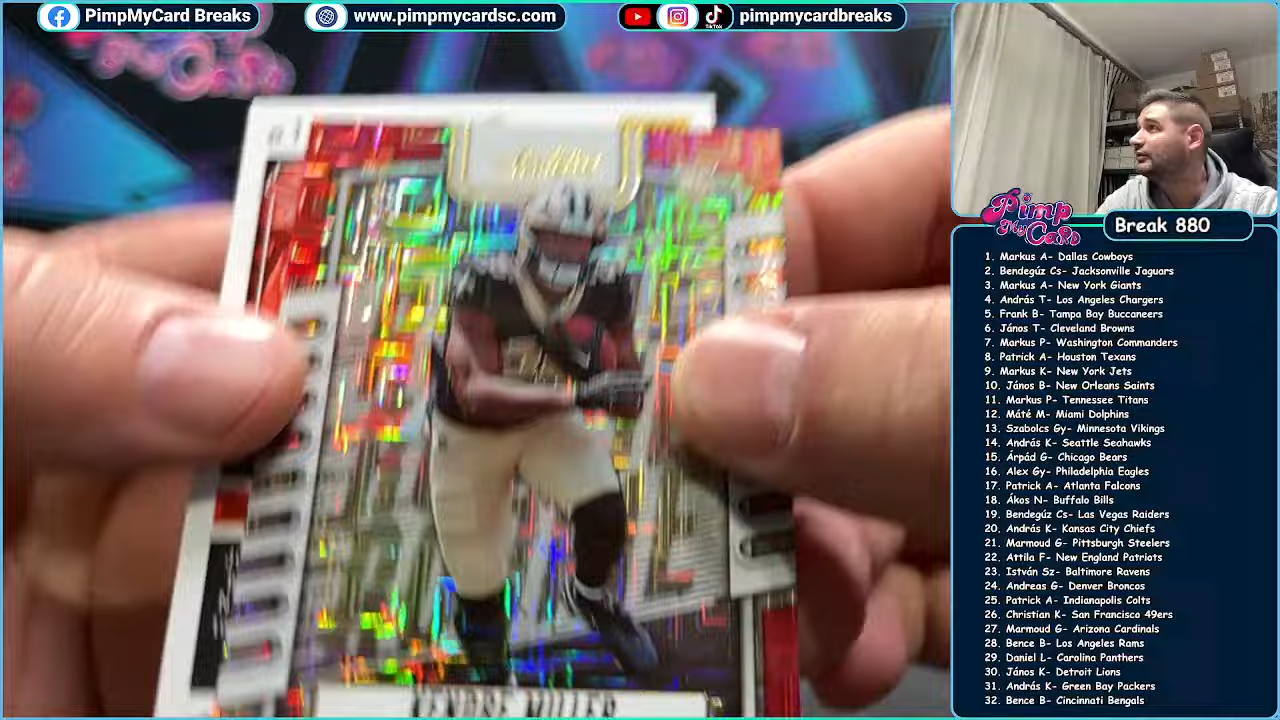 PimpMyCard Breaks
www.pimpmycardsc.com
TikTok
pimpmycardbreaks
Pimp
My Card
Break 880
1. Markus A- Dallas Cowboys
2. Bendegúz Cs- Jacksonville Jaguars
3. Markus A- New York Giants
4. András T- Los Angeles Chargers
5. Frank B- Tampa Bay Buccaneers
6. János T- Cleveland Browns
7. Markus P- Washington Commanders
8. Patrick A- Houston Texans
9. Markus K- New York Jets
10. János B- New Orleans Saints
11. Markus P- Tennessee Titans
12. Máté M- Miami Dolphins
13. Szabolcs Gy- Minnesota Vikings
14. András K- Seattle Seahawks
15. Árpád G- Chicago Bears
16. Alex Gy- Philadelphia Eagles
17. Patrick A- Atlanta Falcons
18. Ákos N- Buffalo Bills
19. Bendegúz Cs- Las Vegas Raiders
20. András K- Kansas City Chiefs
21. Marmoud G- Pittsburgh Steelers
22. Attila F- New England Patriots
23. István Sz- Baltimore Ravens
24. Andreas G- Denver Broncos
25. Patrick A- Indianapolis Colts
26. Christian K- San Francisco 49ers
27. Marmoud G- Arizona Cardinals
28. Bence B- Los Angeles Rams
29. Daniel L- Carolina Panthers
30. János K- Detroit Lions
31. András K- Green Bay Packers
32. Bence B- Cincinnati Bengals